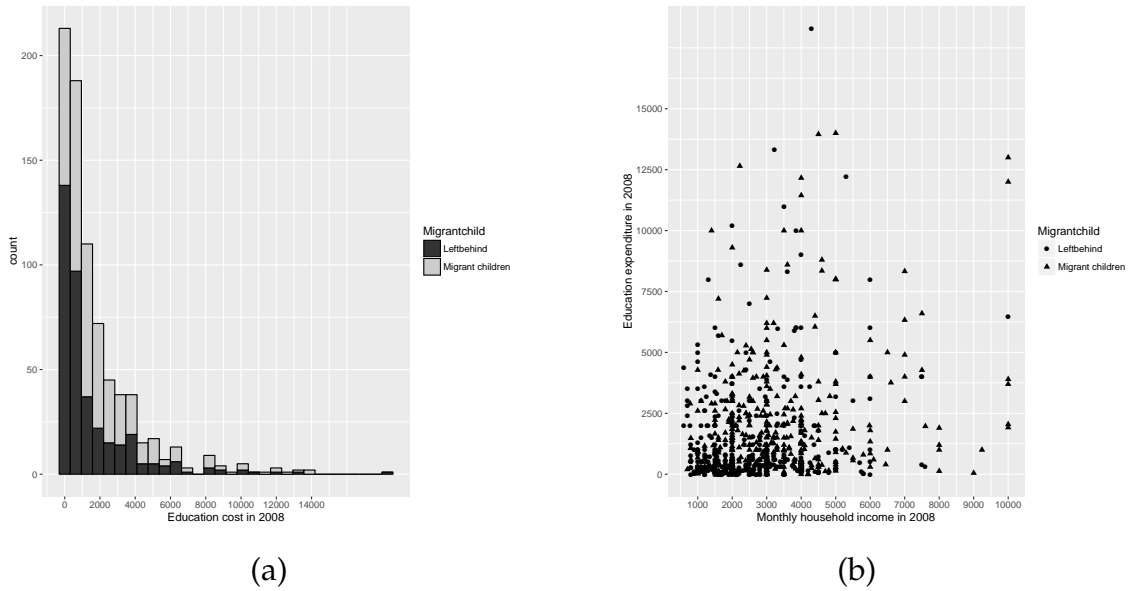 200
150
100
50
0
count
0 2000 4000 6000 8000 10000 12000 14000
Education cost in 2008
Migrantchild
Leftbehind
Migrant children
(a)
15000
12500
10000
7500
5000
2500
0
Education expenditure in 2008
1000 2000 3000 4000 5000 6000 7000 8000 9000 10000
Monthly household income in 2008
Migrantchild
Leftbehind
Migrant children
(b)